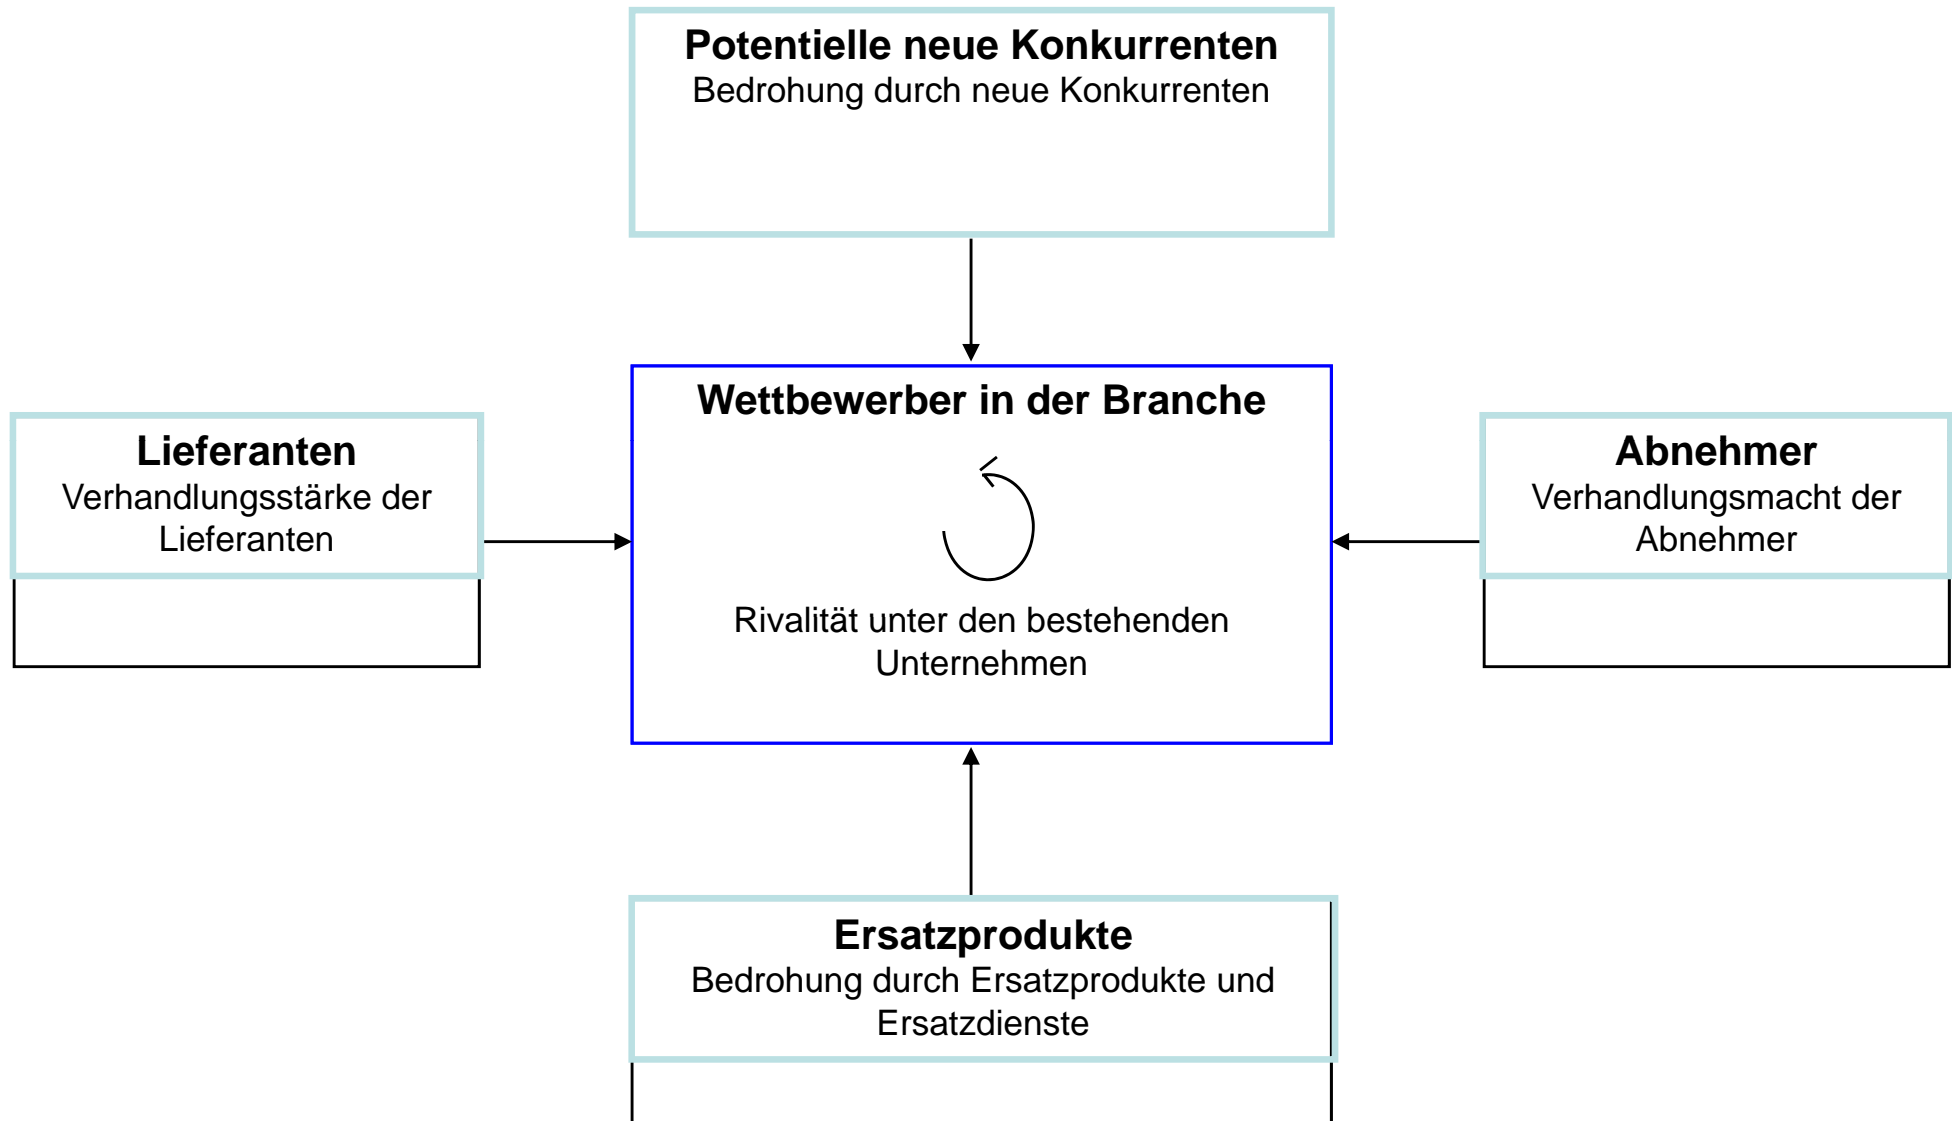 Potentielle neue Konkurrenten
Bedrohung durch neue Konkurrenten
Wettbewerber in der Branche
Rivalität unter den bestehenden
Unternehmen
Lieferanten
Verhandlungsstärke der
Lieferanten
Abnehmer
Verhandlungsmacht der
Abnehmer
Ersatzprodukte
Bedrohung durch Ersatzprodukte und
Ersatzdienste